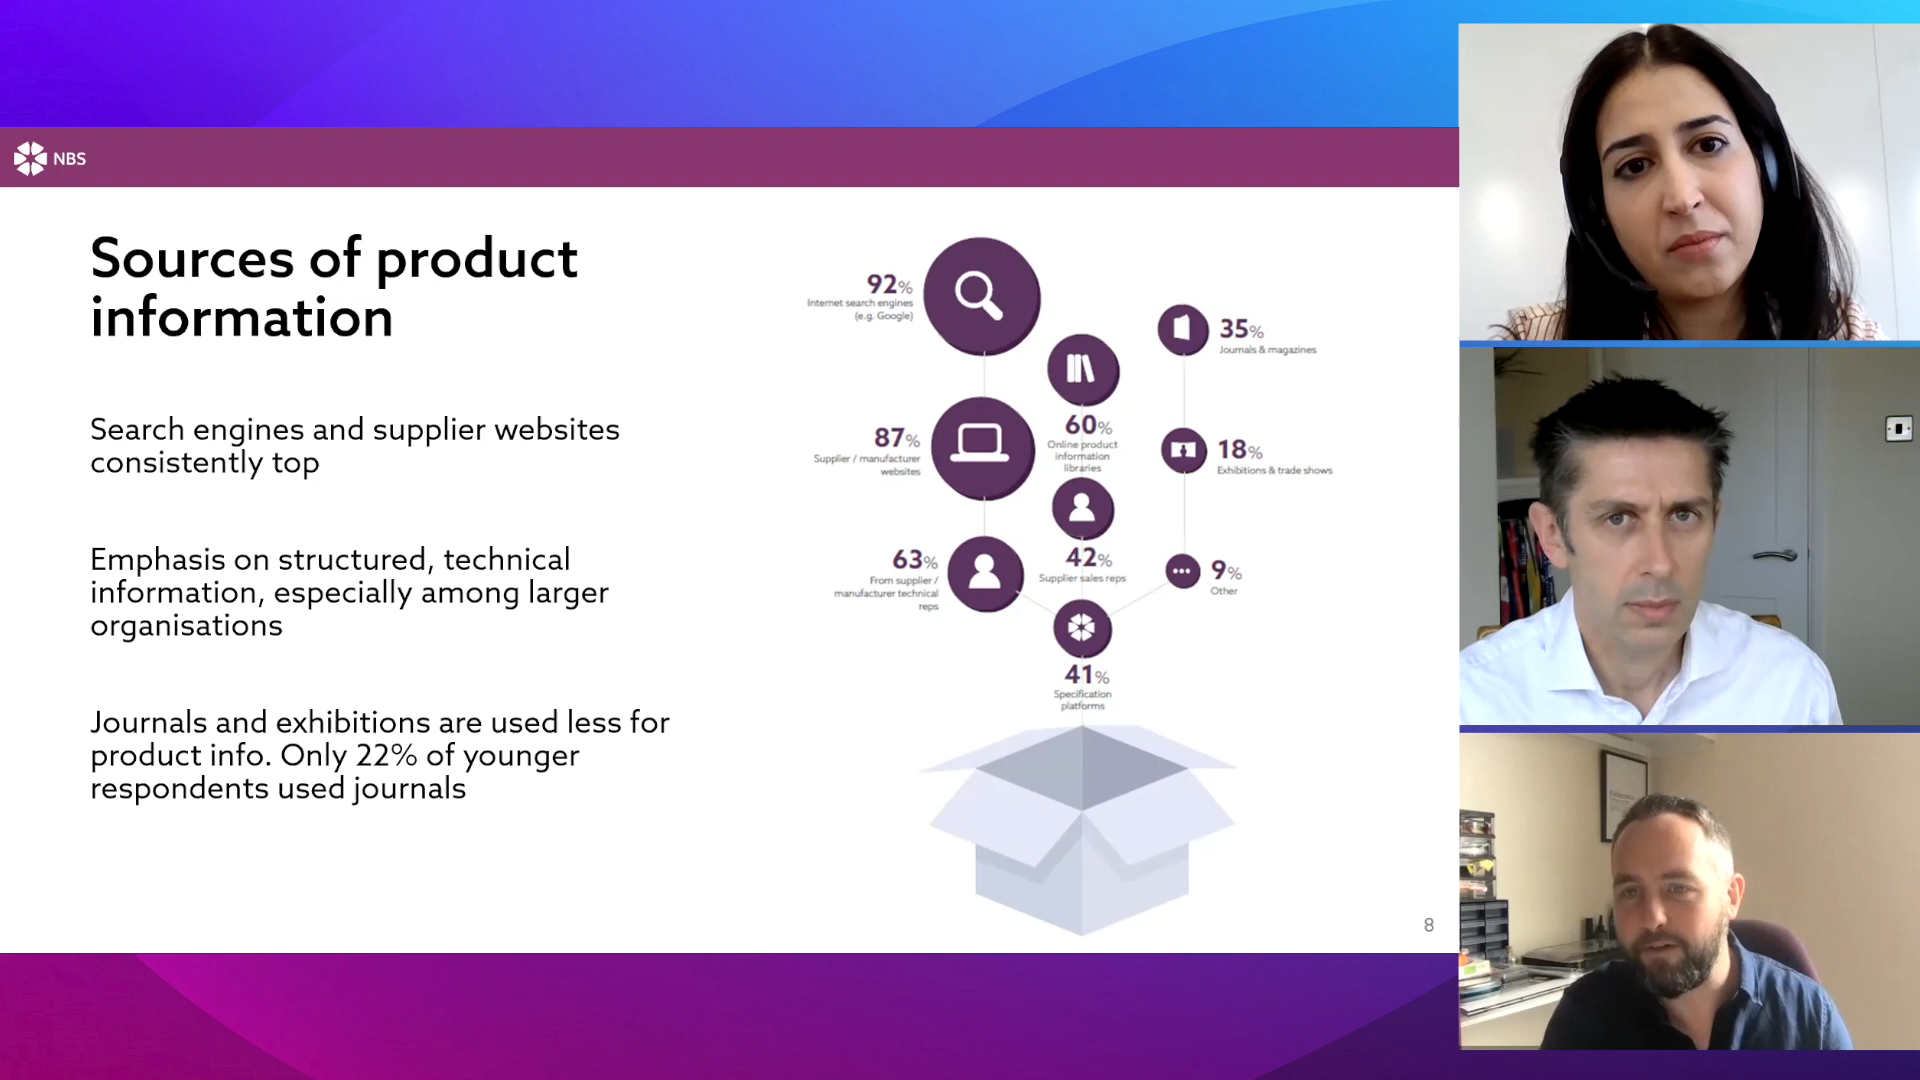 NBS
Sources of product
information
Search engines and supplier websites
consistently top
Emphasis on structured, technical
information, especially among larger
organisations
Journals and exhibitions are used less for
product info. Only 22% of younger
respondents used journals
92%
Internet search engines
(e.g. Google)
87%
Supplier / manufacturer
websites
63%
From supplier /
manufacturer technical
reps
60%
Online product
information
libraries
42%
Supplier sales reps
41%
Specification
platforms
35%
Journals & magazines
18%
Exhibitions & trade shows
9%
Other
8